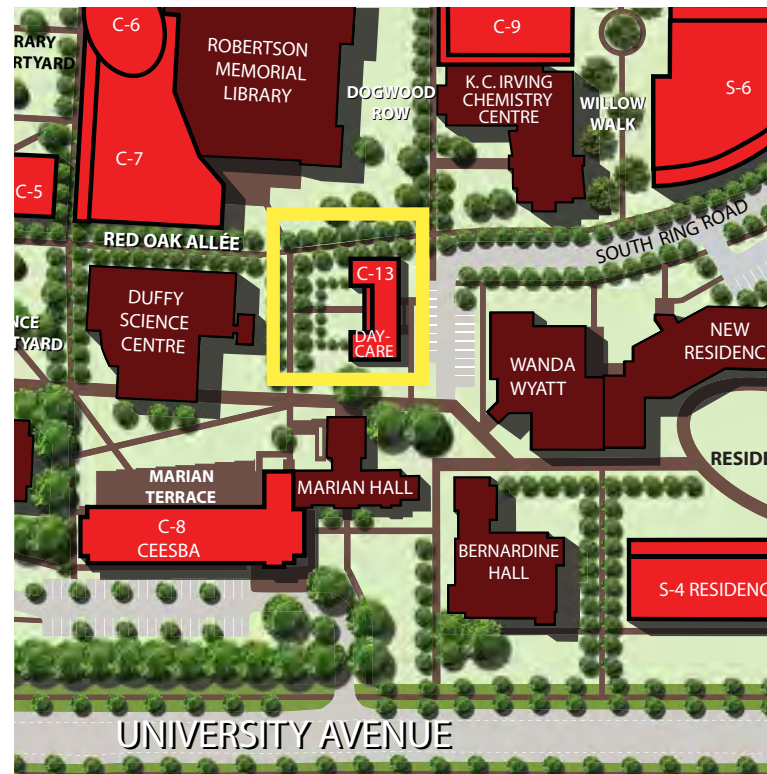 C-6
C-9
RARY
RTYARD
ROBERTSON
MEMORIAL
LIBRARY
DOGWOOD
ROW
K. C. IRVING
CHEMISTRY
CENTRE
WILLOW
WALK
S-6
C-7
C-5
RED OAK ALLÉE
SOUTH RING ROAD
C-13
DAY-
CARE
DUFFY
SCIENCE
CENTRE
NCE
TYARD
WANDA
WYATT
NEW
RESIDENC
MARIAN
TERRACE
MARIAN HALL
RESIDE
C-8
CEESBA
BERNARDINE
HALL
S-4 RESIDENC
UNIVERSITY AVENUE